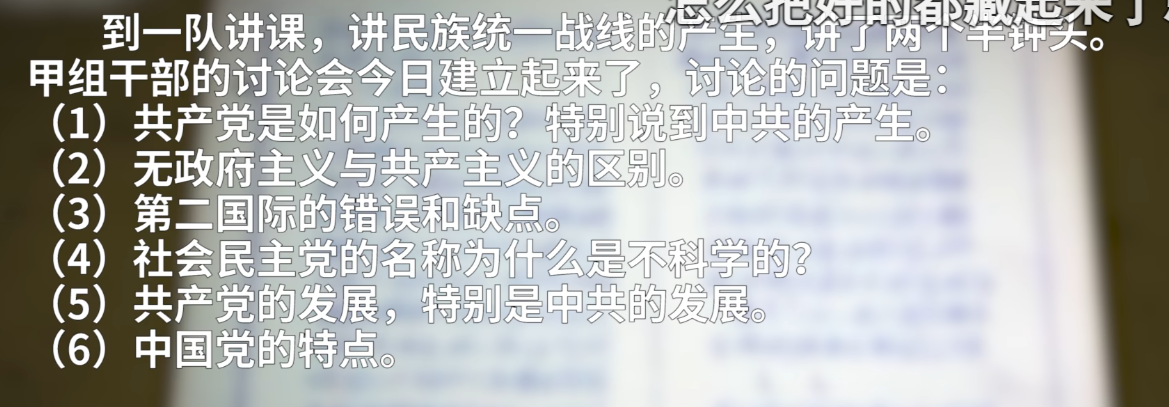 怎么把好的都藏起来了
到一队讲课，讲民族统一战线的产生，讲了两个半钟头。
甲组干部的讨论会今日建立起来了，讨论的问题是：
（1）共产党是如何产生的？特别说到中共的产生。
（2）无政府主义与共产主义的区别。
（3）第二国际的错误和缺点。
（4）社会民主党的名称为什么是不科学的？
（5）共产党的发展，特别是中共的发展。
（6）中国党的特点。